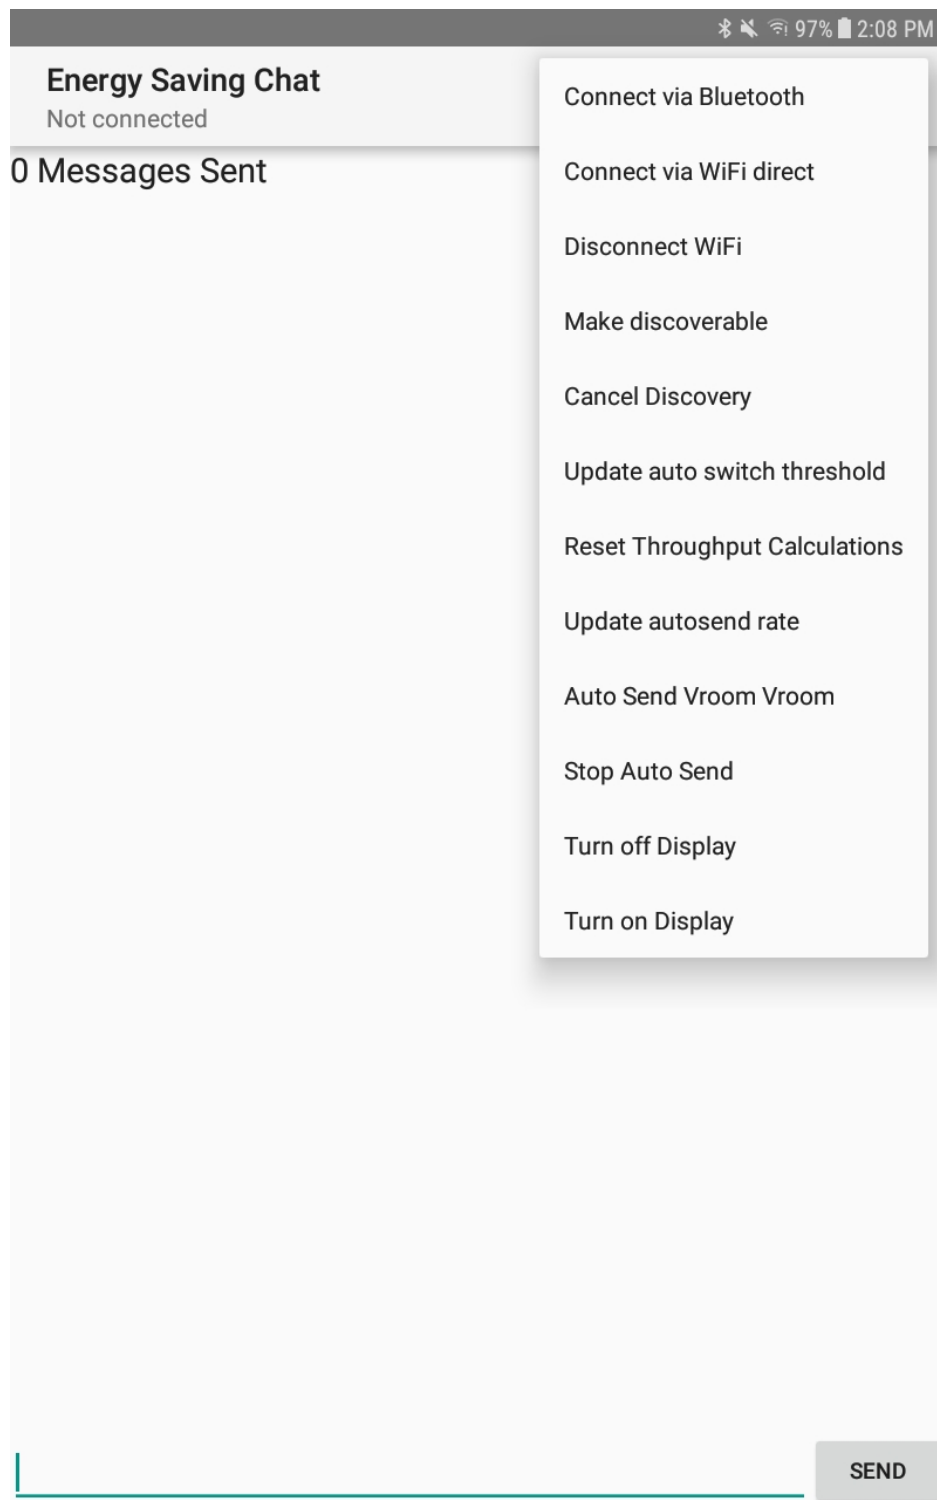 97% 2:08 PM
Energy Saving Chat
Not connected
0 Messages Sent
Connect via Bluetooth
Connect via WiFi direct
Disconnect WiFi
Make discoverable
Cancel Discovery
Update auto switch threshold
Reset Throughput Calculations
Update autosend rate
Auto Send Vroom Vroom
Stop Auto Send
Turn off Display
Turn on Display
SEND